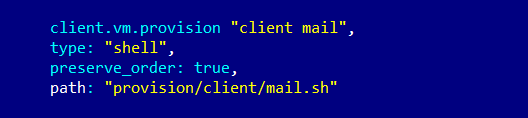 client.vm.provision "client mail",
type: "shell",
preserve_order: true,
path: "provision/client/mail.sh"